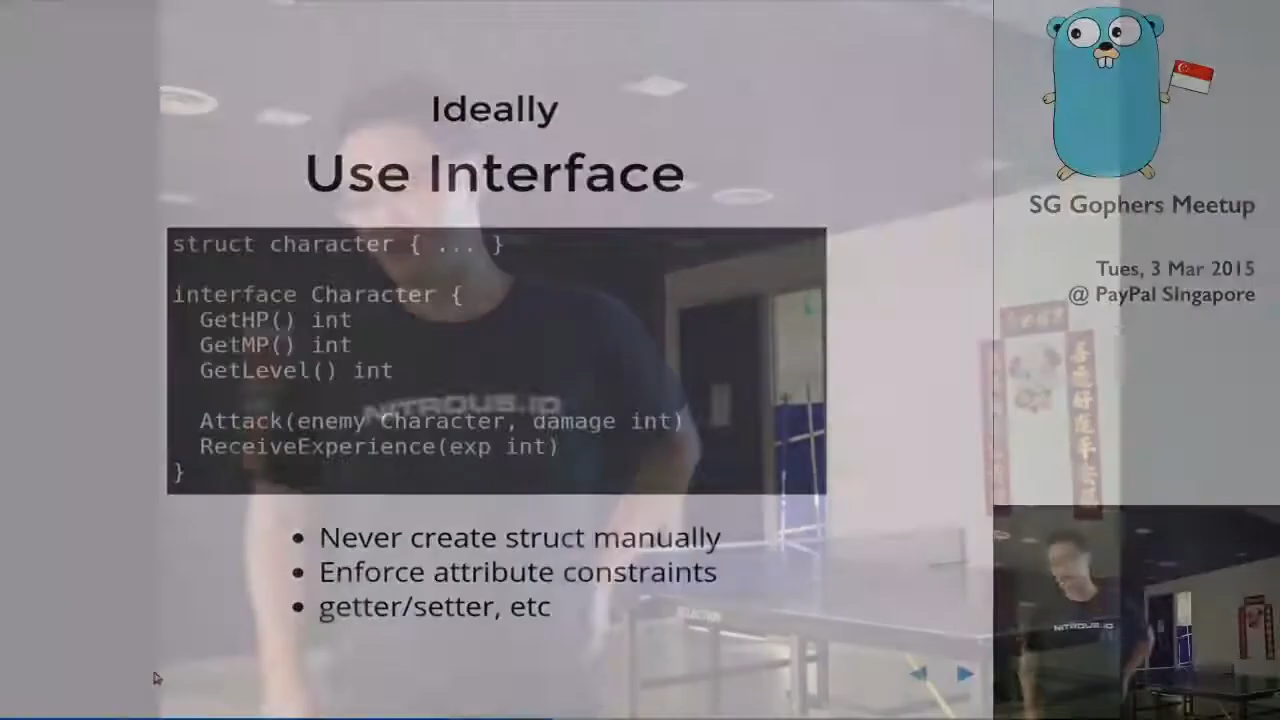 Ideally
Use Interface
struct character { ... }
interface Character {
GetHP() int
GetMP() int
GetLevel() int
Attack(enemy Character, damage int)
ReceiveExperience(exp int)
}
• Never create struct manually
• Enforce attribute constraints
• getter/setter, etc
SG Gophers Meetup
Tues, 3 Mar 2015
@ PayPal SIngapore
NITROUS.IO
NITROUS.IO